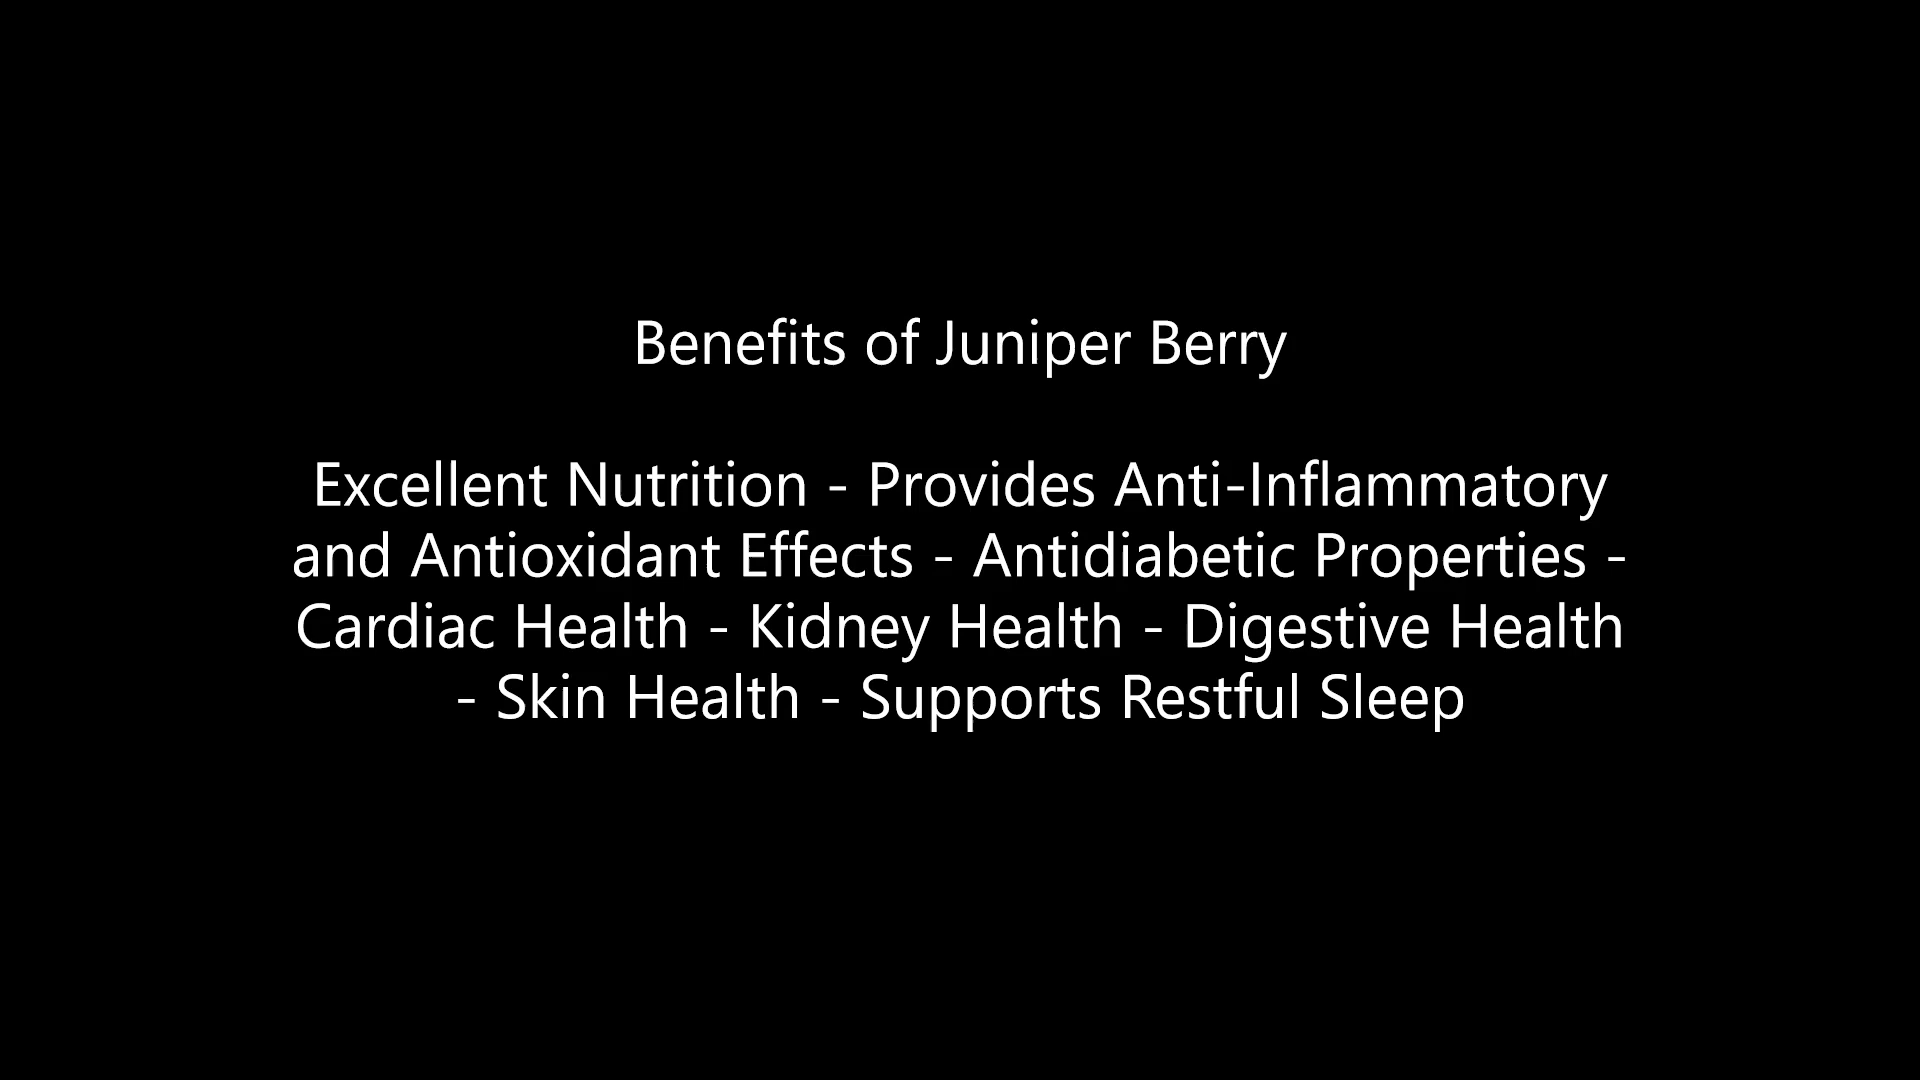 Benefits of Juniper Berry
Excellent Nutrition - Provides Anti-Inflammatory
and Antioxidant Effects - Antidiabetic Properties -
Cardiac Health - Kidney Health - Digestive Health
- Skin Health - Supports Restful Sleep